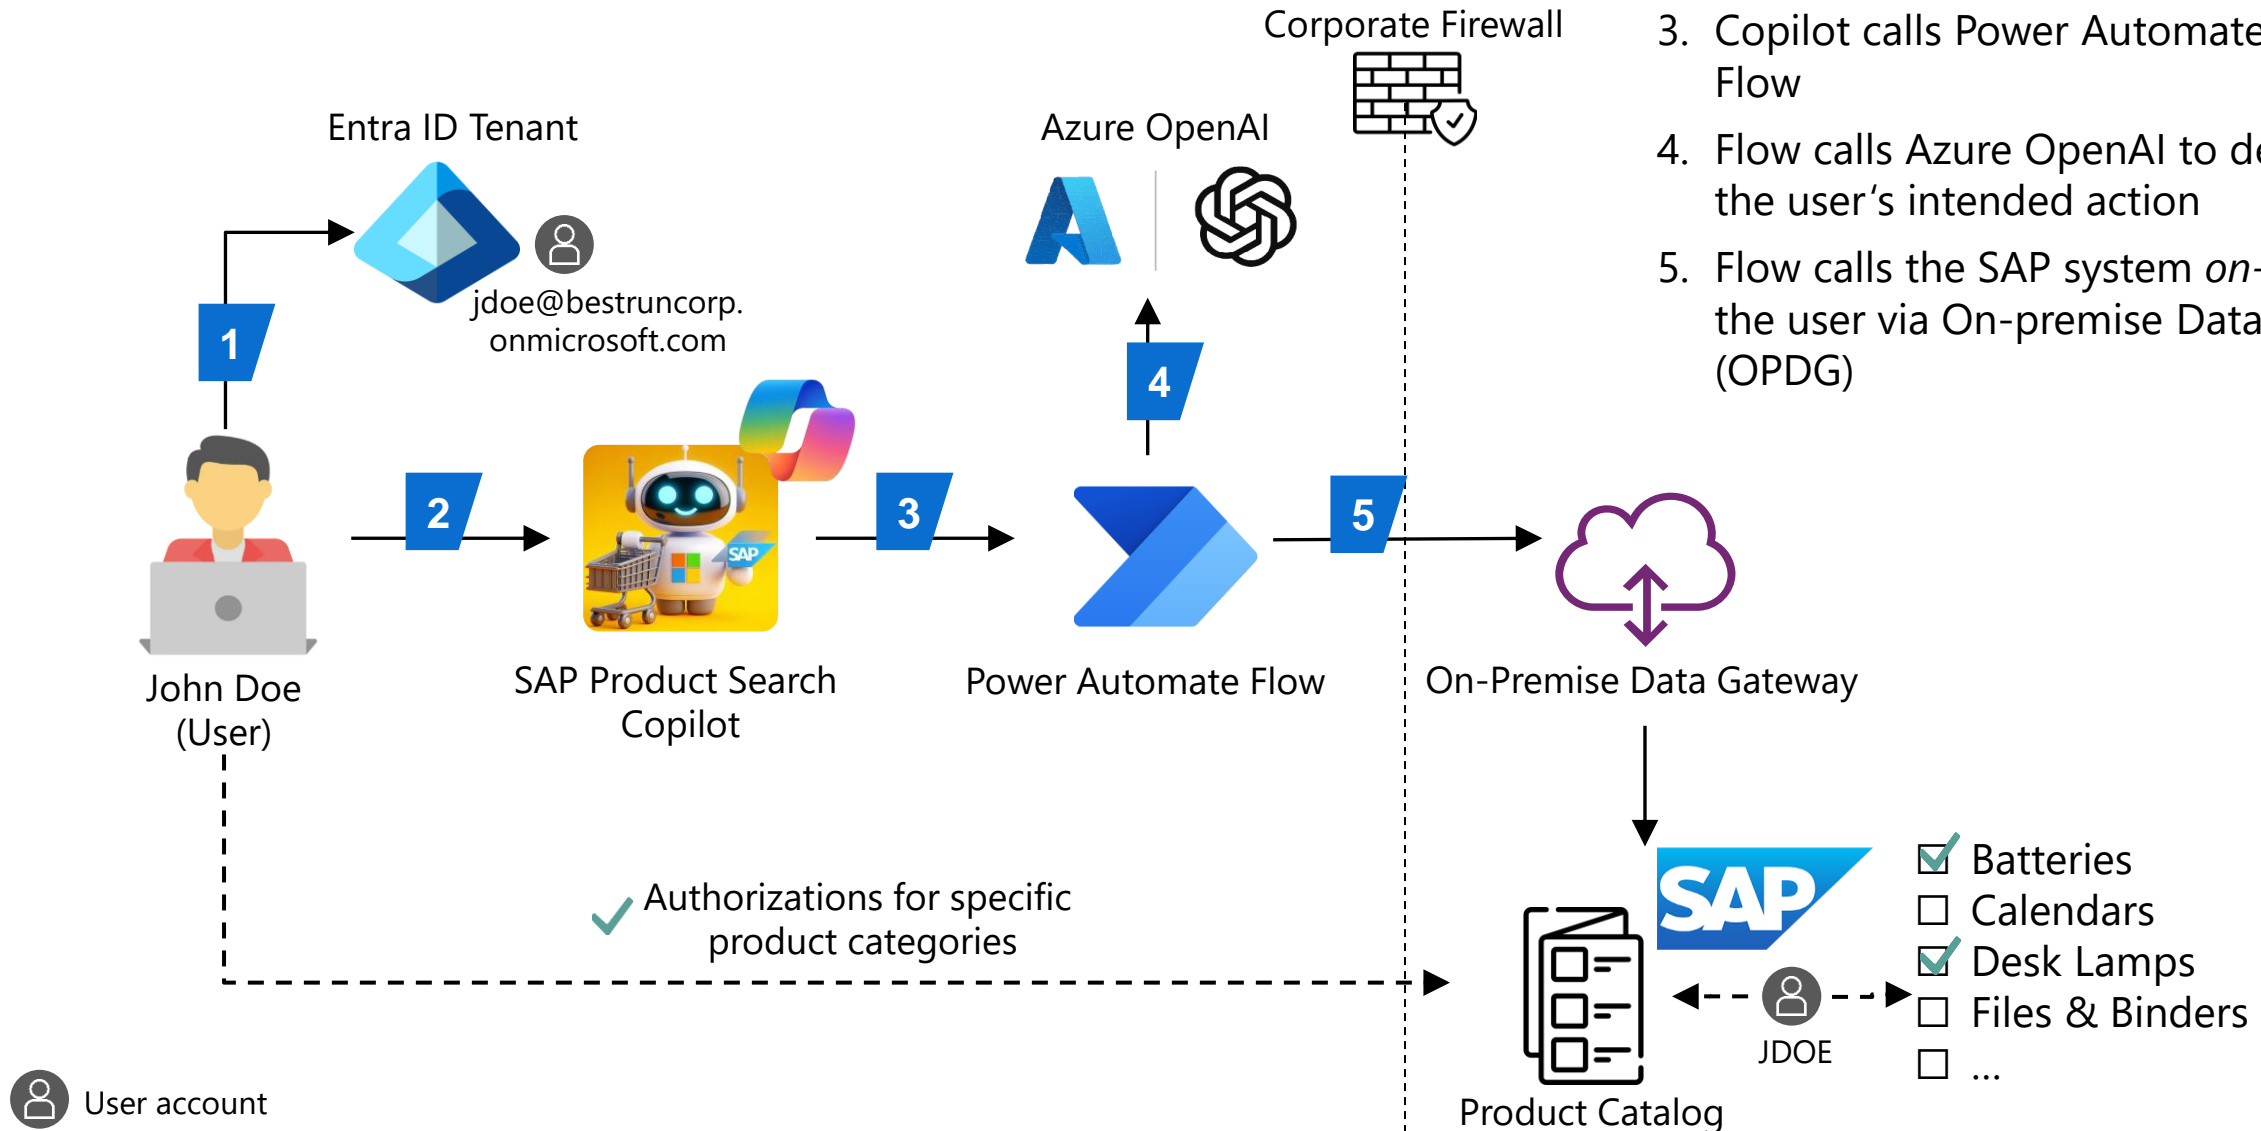 Corporate Firewall
3. Copilot calls Power Automate
Flow
4. Flow calls Azure OpenAI to
the user‘s intended action
5. Flow calls the SAP system on-
the user via On-premise Data
(OPDG)
Entra ID Tenant
Azure OpenAI
jdoe@bestruncorp.
onmicrosoft.com
1
4
2
3
5
SAP
John Doe
(User)
SAP Product Search
Copilot
Power Automate Flow
On-Premise Data Gateway
Authorizations for specific
product categories
SAP
Batteries
Calendars
Desk Lamps
Files & Binders
...
JDOE
User account
Product Catalog